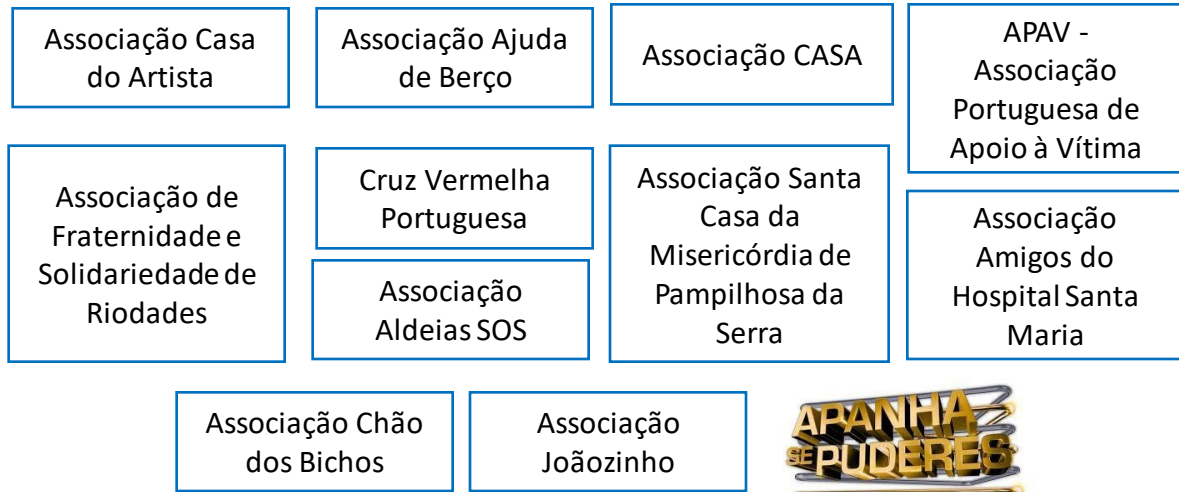 Associação Casa
do Artista
Associação Ajuda
de Berço
Associação CASA
APAV -
Associação
Portuguesa de
Apoio à Vítima
Associação de
Fraternidade e
Solidariedade de
Riodades
Cruz Vermelha
Portuguesa
Associação
Aldeias SOS
Associação Santa
Casa da
Misericórdia de
Pampilhosa da
Serra
Associação
Amigos do
Hospital Santa
Maria
Associação Chão
dos Bichos
Associação
Joãozinho
APANHA
SE PUDERES